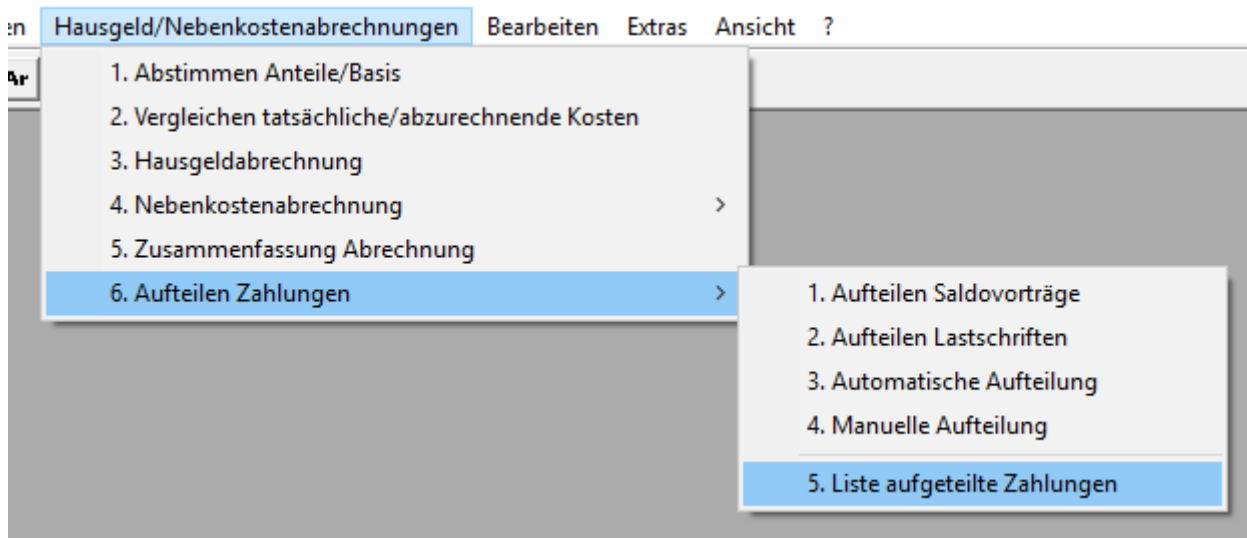 en Hausgeld/Nebenkostenabrechnungen Bearbeiten Extras Ansicht ?
Ar
1. Abstimmen Anteile/Basis
2. Vergleichen tatsächliche/abzurechnende Kosten
3. Hausgeldabrechnung
4. Nebenkostenabrechnung
5. Zusammenfassung Abrechnung
6. Aufteilen Zahlungen
1. Aufteilen Saldovorträge
2. Aufteilen Lastschriften
3. Automatische Aufteilung
4. Manuelle Aufteilung
5. Liste aufgeteilte Zahlungen